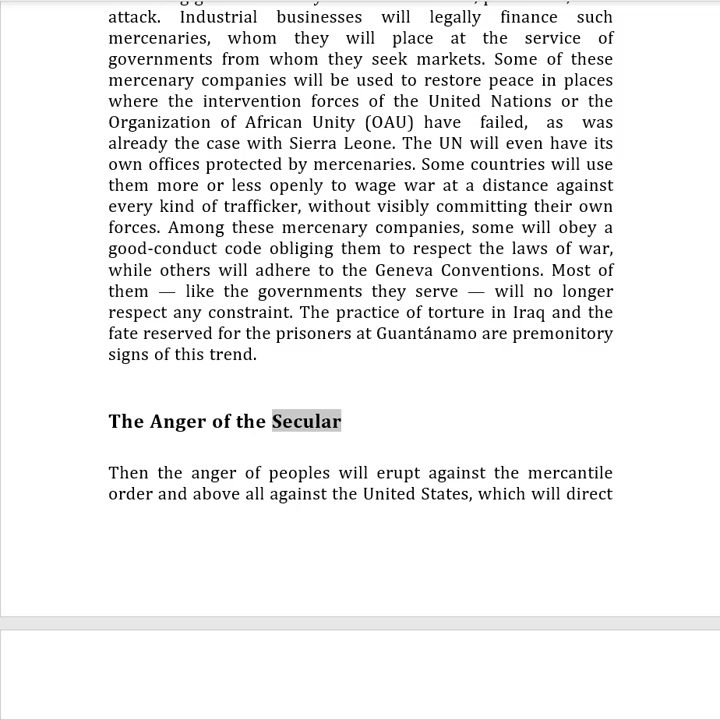 attack. Industrial businesses will legally finance such
mercenaries, whom they will place at the service of
governments from whom they seek markets. Some of these
mercenary companies will be used to restore peace in places
where the intervention forces of the United Nations or the
Organization of African Unity (OAU) have failed, as was
already the case with Sierra Leone. The UN will even have its
own offices protected by mercenaries. Some countries will use
them more or less openly to wage war at a distance against
every kind of trafficker, without visibly committing their own
forces. Among these mercenary companies, some will obey a
good-conduct code obliging them to respect the laws of war,
while others will adhere to the Geneva Conventions. Most of
them — like the governments they serve — will no longer
respect any constraint. The practice of torture in Iraq and the
fate reserved for the prisoners at Guantánamo are premonitory
signs of this trend.
The Anger of the Secular
Then the anger of peoples will erupt against the mercantile
order and above all against the United States, which will direct